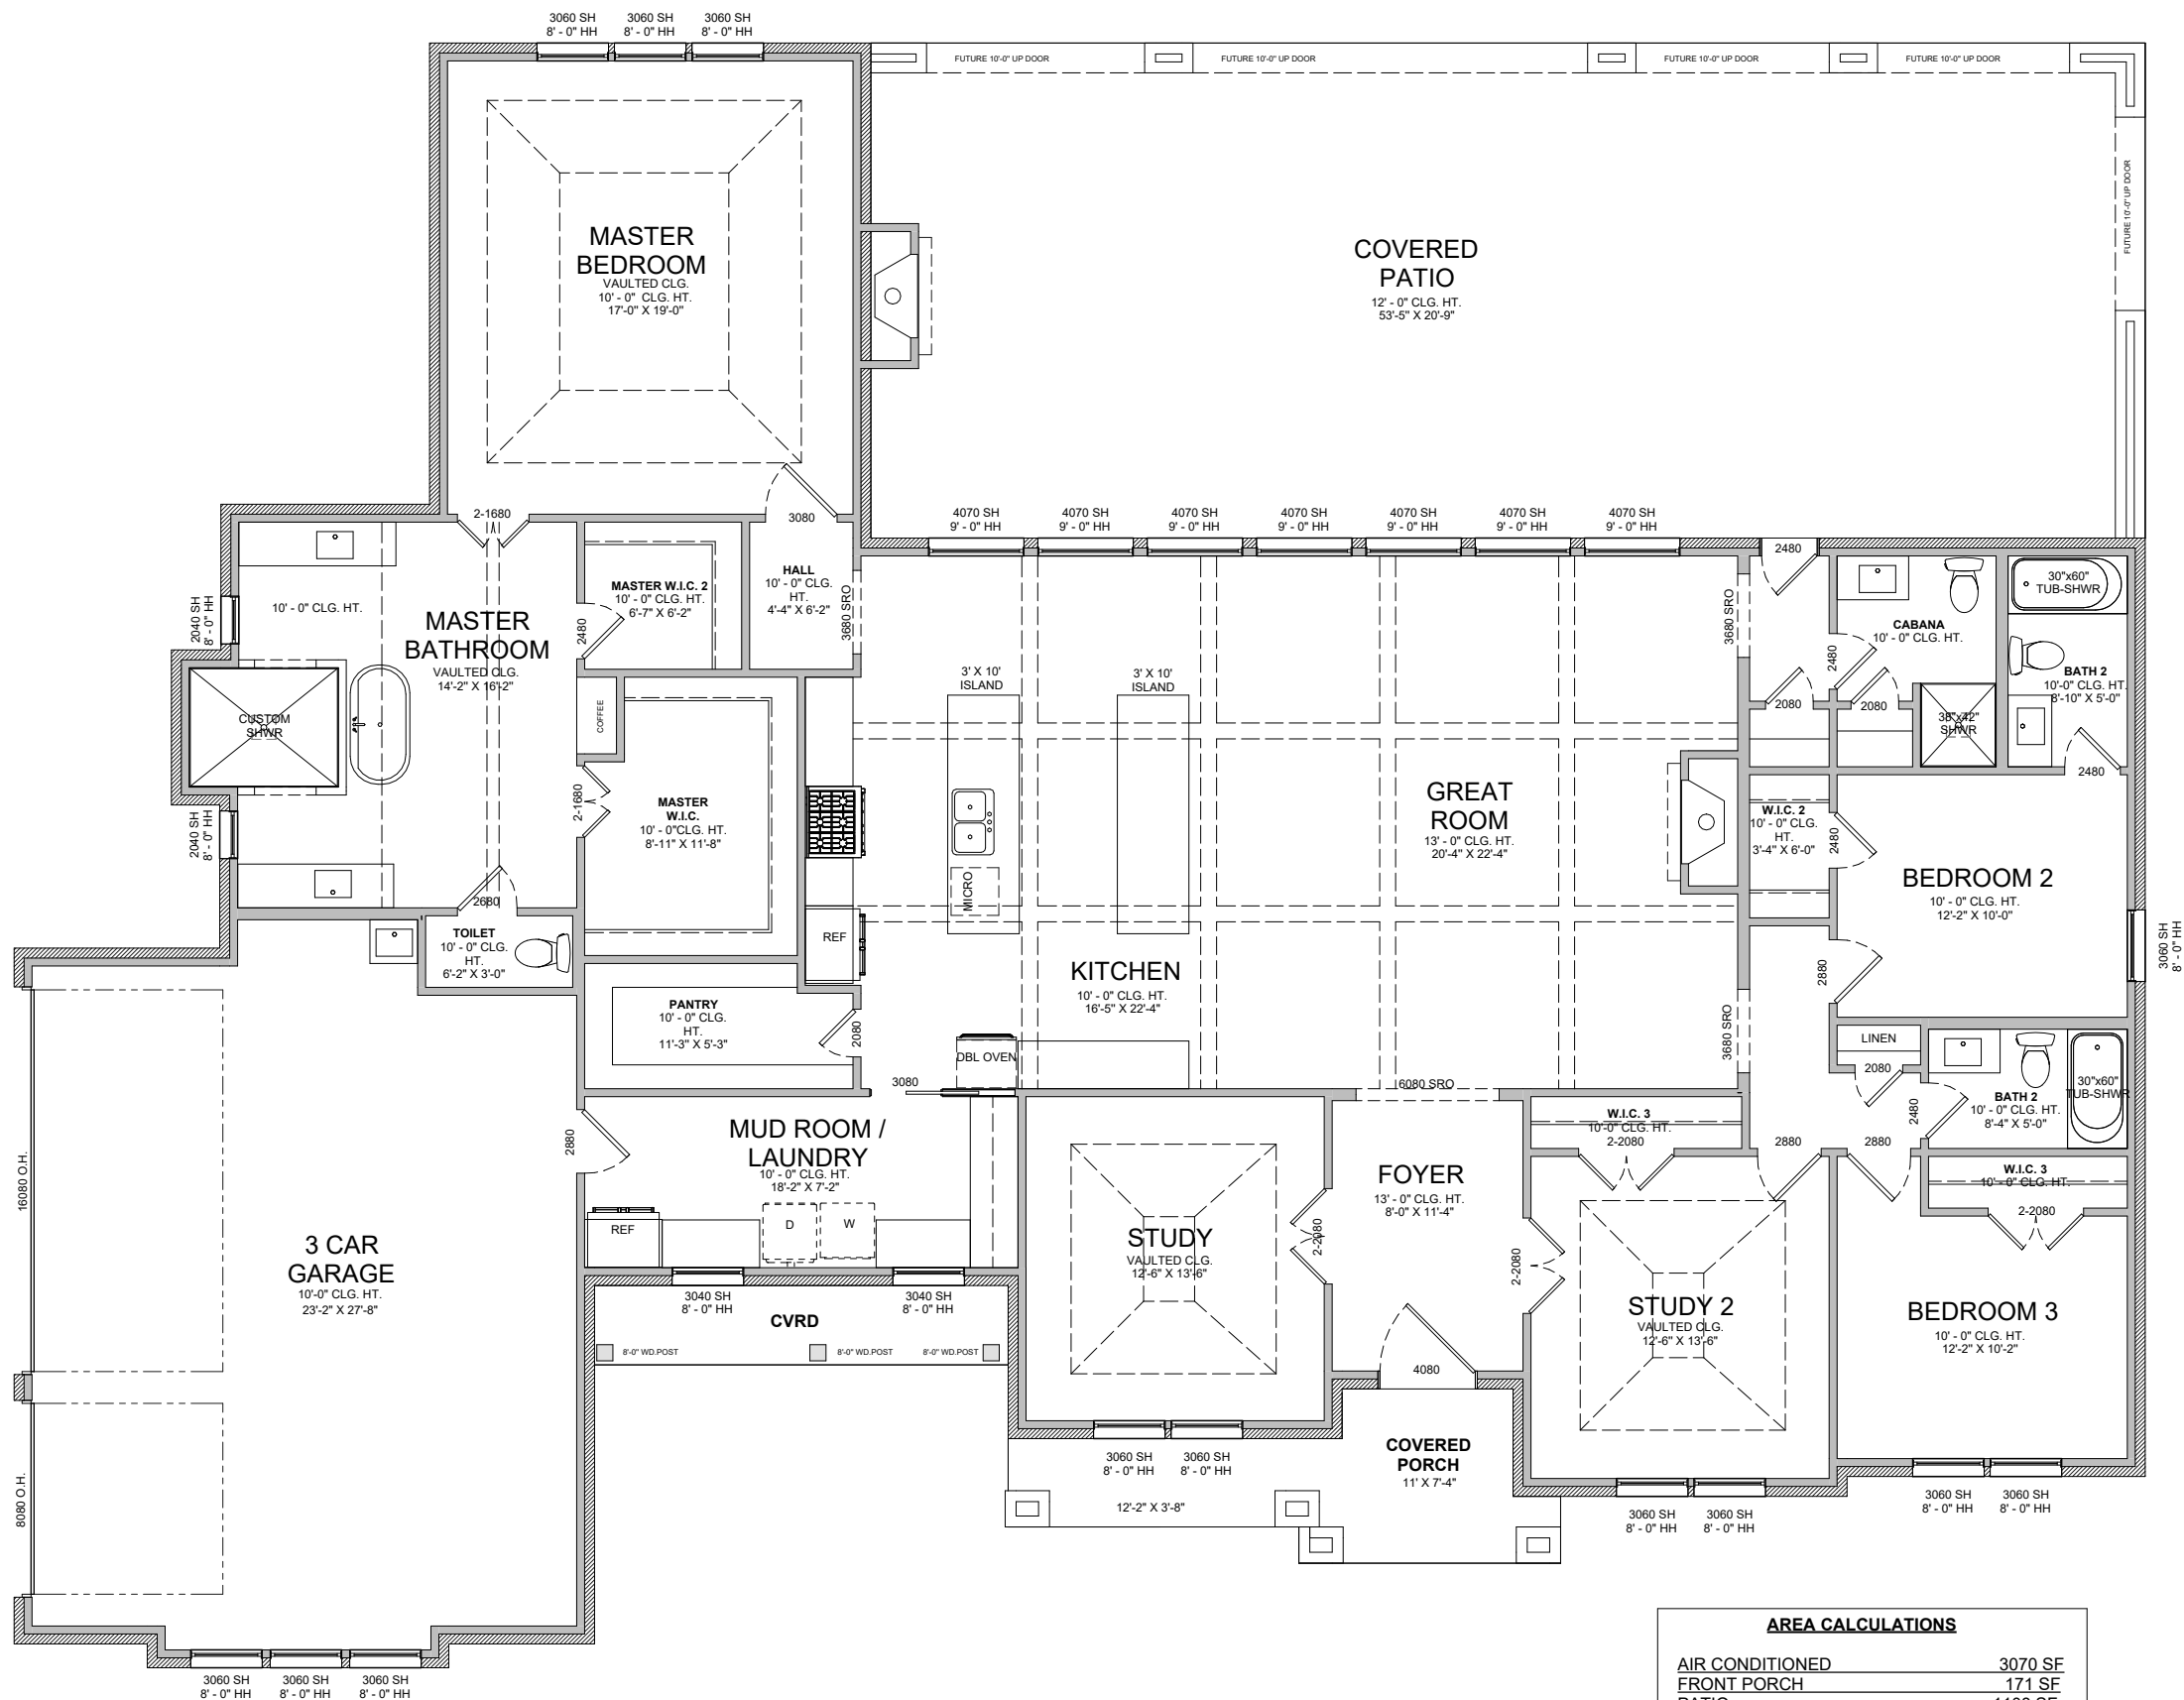 3060 SH
8' - 0" HH
3060 SH
8' - 0" HH
3060 SH
8' - 0" HH
FUTURE 10'-0" UP DOOR
FUTURE 10'-0" UP DOOR
FUTURE 10'-0" UP DOOR
FUTURE 10'-0" UP DOOR
FUTURE 10'-0" UP DOOR
MASTER
BEDROOM
VAULTED CLG.
10' - 0" CLG. HT.
17'-0" X 19'-0"
COVERED
PATIO
12' - 0" CLG. HT.
53'-5" X 20'-9"
2-1680
3080
4070 SH
9' - 0" HH
4070 SH
9' - 0" HH
4070 SH
9' - 0" HH
4070 SH
9' - 0" HH
4070 SH
9' - 0" HH
4070 SH
9' - 0" HH
4070 SH
9' - 0" HH
2480
10' - 0" CLG. HT.
2040 SH
8' - 0" HH
MASTER
BATHROOM
VAULTED CLG.
14'-2" X 16'-2"
2480
MASTER W.I.C. 2
10' - 0" CLG. HT.
6'-7" X 6'-2"
HALL
10' - 0" CLG.
HT.
4'-4" X 6'-2"
3680 SRO
3680 SRO
CABANA
10' - 0" CLG. HT.
2480
30"x60"
TUB-SHWR
BATH 2
10'-0" CLG. HT.
8'-10" X 5'-0"
2080
2080
38"x42"
SHWR
2480
CUSTOM
SHWR
COFFEE
3' X 10'
ISLAND
3' X 10'
ISLAND
2040 SH
8' - 0" HH
2-1680
MASTER
W.I.C.
10' - 0"CLG. HT.
8'-11" X 11'-8"
GREAT
ROOM
13' - 0" CLG. HT.
20'-4" X 22'-4"
W.I.C. 2
10' - 0" CLG.
HT.
3'-4" X 6'-0"
2480
BEDROOM 2
10' - 0" CLG. HT.
12'-2" X 10'-0"
MICRO
REF
2680
TOILET
10' - 0" CLG.
HT.
6'-2" X 3'-0"
3060 SH
8' - 0" HH
2880
KITCHEN
10' - 0" CLG. HT.
16'-5" X 22'-4"
PANTRY
10' - 0" CLG.
HT.
11'-3" X 5'-3"
2080
DBL OVEN
3680 SRO
LINEN
2080
30"x60"
TUB-SHWR
BATH 2
10' - 0" CLG. HT.
8'-4" X 5'-0"
2480
3080
6080 SRO
2880
MUD ROOM /
LAUNDRY
10' - 0" CLG. HT.
18'-2" X 7'-2"
W.I.C. 3
10'-0" CLG. HT.
2-2080
2880
2880
W.I.C. 3
10' - 0" CLG. HT.
2-2080
16080 O.H.
FOYER
13' - 0" CLG. HT.
8'-0" X 11'-4"
REF
D
W
STUDY
VAULTED CLG.
12'-6" X 13'-6"
2-2080
2-2080
3 CAR
GARAGE
10'-0" CLG. HT.
23'-2" X 27'-8"
3040 SH
8' - 0" HH
3040 SH
8' - 0" HH
CVRD
STUDY 2
VAULTED CLG.
12'-6" X 13'-6"
BEDROOM 3
10' - 0" CLG. HT.
12'-2" X 10'-2"
8'-0" WD.POST
8'-0" WD.POST
8'-0" WD.POST
4080
8080 O.H.
3060 SH
8' - 0" HH
3060 SH
8' - 0" HH
COVERED
PORCH
11' X 7'-4"
12'-2" X 3'-8"
3060 SH
8' - 0" HH
3060 SH
8' - 0" HH
3060 SH
8' - 0" HH
3060 SH
8' - 0" HH
3060 SH
8' - 0" HH
3060 SH
8' - 0" HH
3060 SH
8' - 0" HH
AREA CALCULATIONS
AIR CONDITIONED 3070 SF
FRONT PORCH 171 SF
PATIO